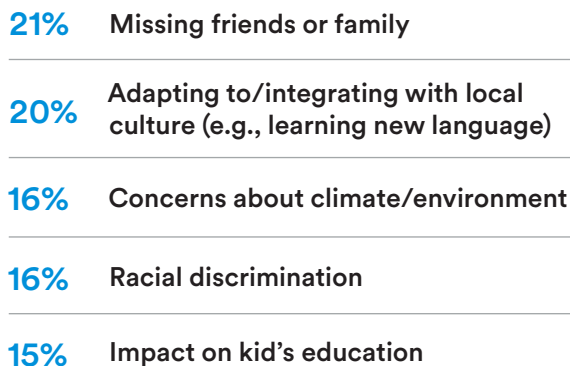 21% Missing friends or family
20% Adapting to/integrating with local
culture (e.g., learning new language)
16% Concerns about climate/environment
16% Racial discrimination
15% Impact on kid’s education